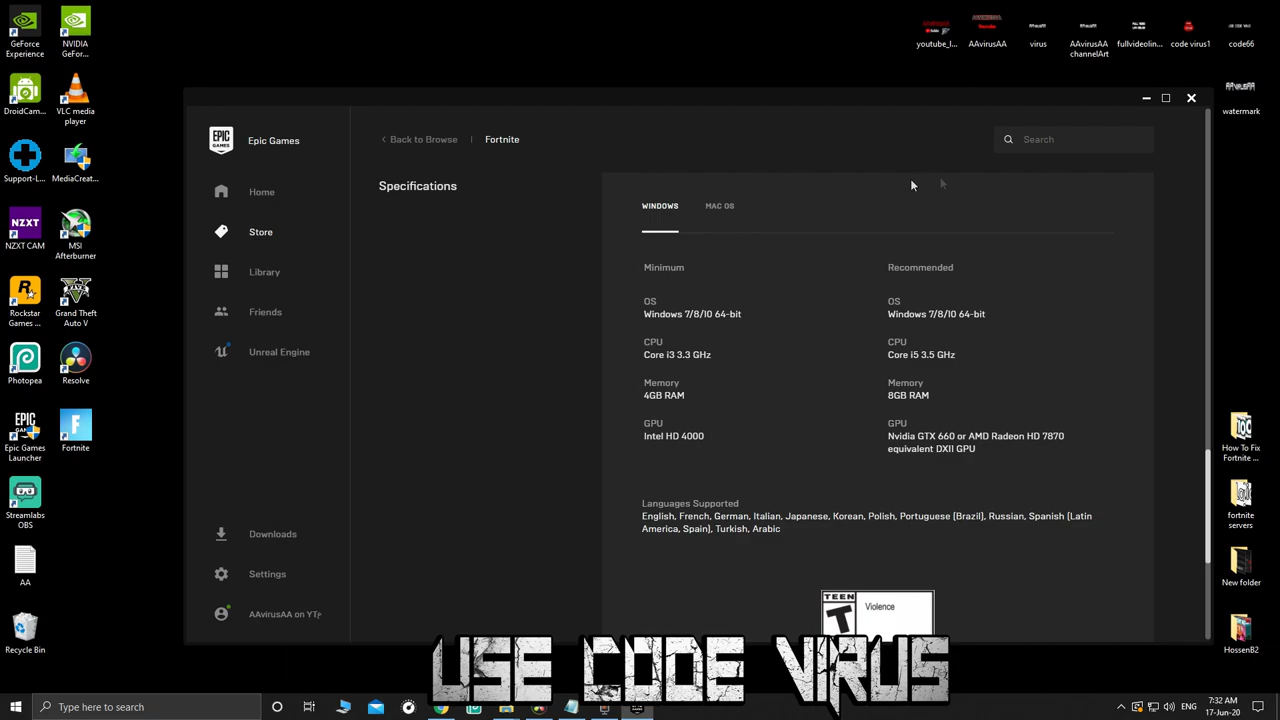 GeForce
Experience
NVIDIA
GeFor...
DroidCam...
VLC media
player
Support-L...
MediaCreat...
NZXT
NZXT CAM
MSI
Afterburner
Rockstar
Games ...
Grand Theft
Auto V
Photopea
Resolve
EPIC
GAMES
Epic Games
Launcher
Fortnite
Streamlabs
OBS
AA
Recycle Bin
youtube_l...
AAvirusAA
virus
AAvirusAA
channelArt
fullvideolin...
code virus1
code66
watermark
EPIC
GAMES
Epic Games
Home
Store
Library
Friends
Unreal Engine
Downloads
Settings
AAvirusAA on YT
Back to Browse
Fortnite
Search
Specifications
WINDOWS
MAC OS
Minimum
Recommended
OS
Windows 7/8/10 64-bit
OS
Windows 7/8/10 64-bit
CPU
Core i3 3.3 GHz
CPU
Core i5 3.5 GHz
Memory
4GB RAM
Memory
8GB RAM
GPU
Intel HD 4000
GPU
Nvidia GTX 660 or AMD Radeon HD 7870
equivalent DX11 GPU
Languages Supported
English, French, German, Italian, Japanese, Korean, Polish, Portuguese (Brazil), Russian, Spanish (Latin
America, Spain), Turkish, Arabic
TEEN
T
Violence
How To Fix
Fortnite ...
fortnite
servers
New folder
HossenB2
USE CODE VIRUS
Type here to search
ENG
7:32 AM
17-Jun-20